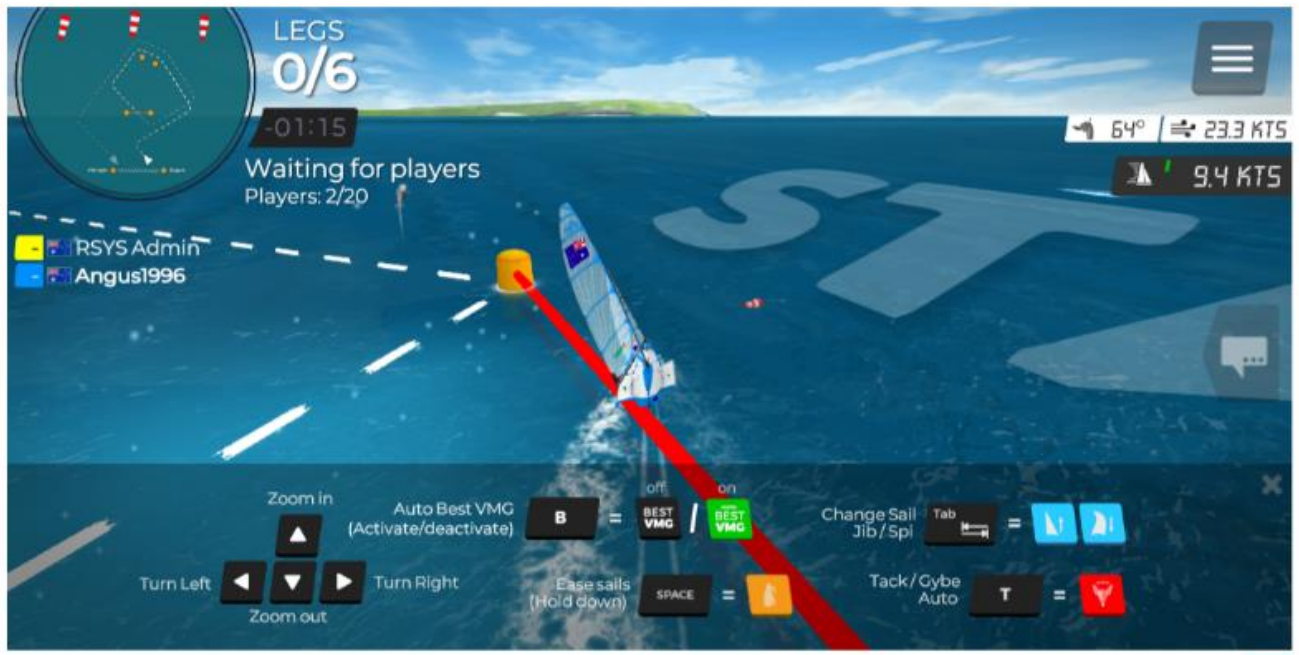 LEGS
0/6
-01:15
Waiting for players
Players: 2/20
64° 23.3 KTS
9.4 KTS
RSYS Admin
Angus1996
ST
Zoom in
Turn Left
Turn Right
Zoom out
Auto Best VMG
(Activate/deactivate)
B = off BEST VMG / on BEST VMG
Ease sails
(Hold down)
SPACE =
Change Sail
Jib / Spi
Tab =
Tack / Gybe
Auto
T =